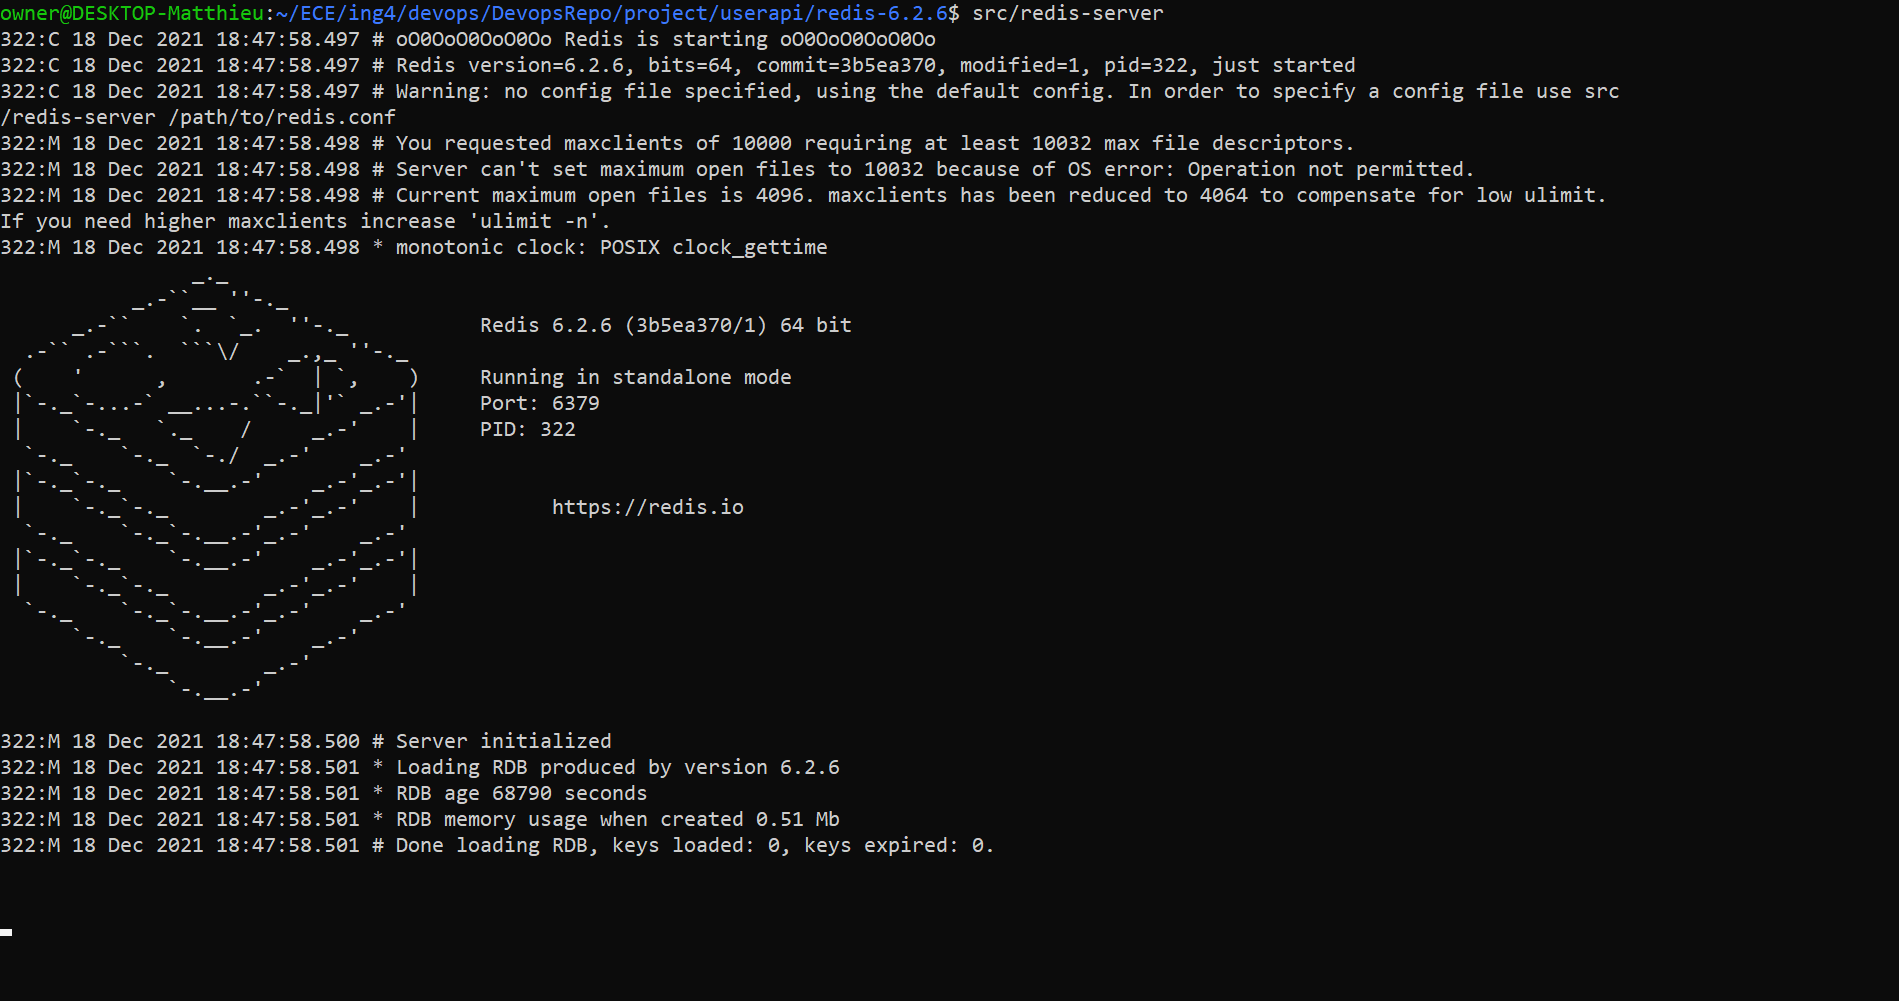 owner@DESKTOP-Matthieu:~/ECE/ing4/devops/DevopsRepo/project/userapi/redis-6.2.6$ src/redis-server
322:C 18 Dec 2021 18:47:58.497 # oO0OoO0OoO0Oo Redis is starting oO0OoO0OoO0Oo
322:C 18 Dec 2021 18:47:58.497 # Redis version=6.2.6, bits=64, commit=3b5ea370, modified=1, pid=322, just started
322:C 18 Dec 2021 18:47:58.497 # Warning: no config file specified, using the default config. In order to specify a config file use src
/redis-server /path/to/redis.conf
322:M 18 Dec 2021 18:47:58.498 # You requested maxclients of 10000 requiring at least 10032 max file descriptors.
322:M 18 Dec 2021 18:47:58.498 # Server can't set maximum open files to 10032 because of OS error: Operation not permitted.
322:M 18 Dec 2021 18:47:58.498 # Current maximum open files is 4096. maxclients has been reduced to 4064 to compensate for low ulimit.
If you need higher maxclients increase 'ulimit -n'.
322:M 18 Dec 2021 18:47:58.498 * monotonic clock: POSIX clock_gettime
Redis 6.2.6 (3b5ea370/1) 64 bit
Running in standalone mode
Port: 6379
PID: 322
https://redis.io
322:M 18 Dec 2021 18:47:58.500 # Server initialized
322:M 18 Dec 2021 18:47:58.501 * Loading RDB produced by version 6.2.6
322:M 18 Dec 2021 18:47:58.501 * RDB age 68790 seconds
322:M 18 Dec 2021 18:47:58.501 * RDB memory usage when created 0.51 Mb
322:M 18 Dec 2021 18:47:58.501 # Done loading RDB, keys loaded: 0, keys expired: 0.